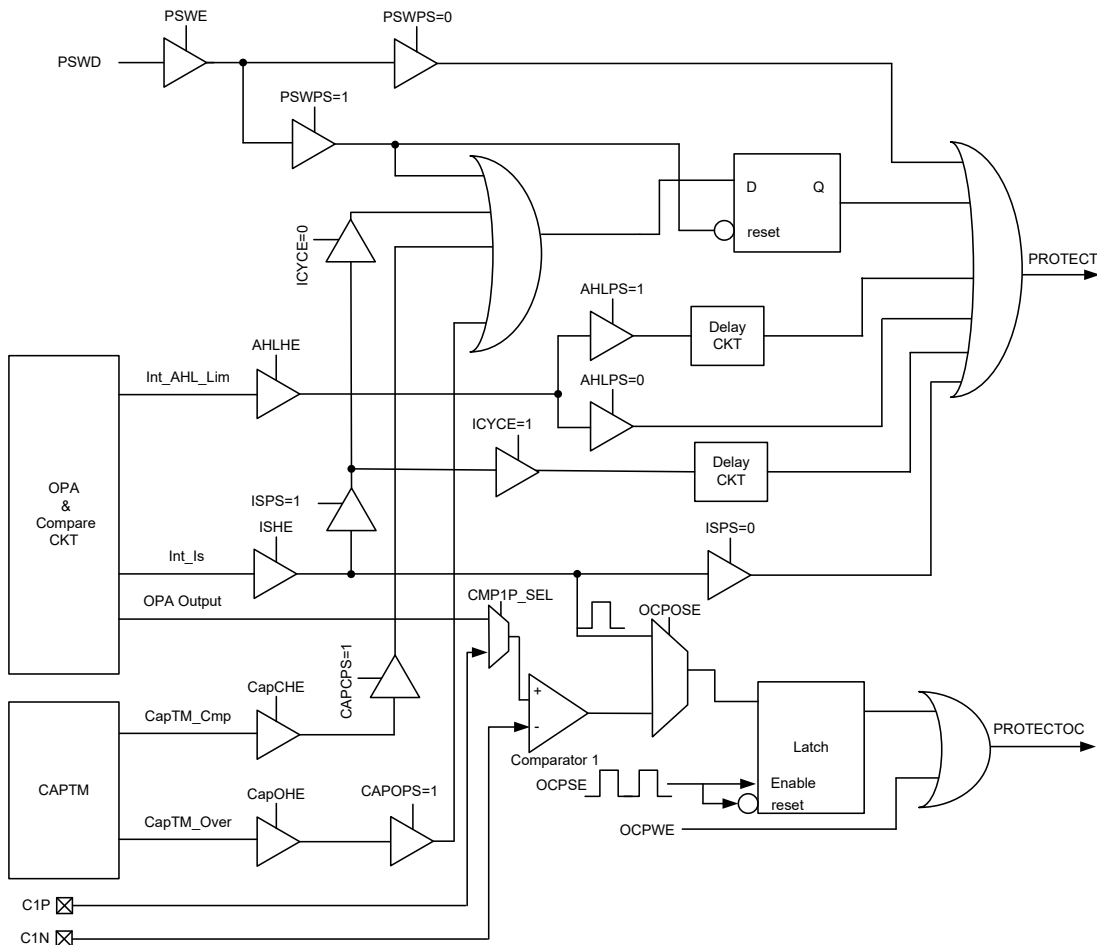 PSWE
PSWPS=0
PSWD
PSWPS=1
D
Q
reset
ICYCE=0
PROTECT
AHLPS=1
Delay
CKT
AHLHE
Int_AHL_Lim
AHLPS=0
ICYCE=1
Delay
CKT
OPA
&
Compare
CKT
ISPS=1
ISHE
ISPS=0
Int_Is
OPA Output
CMP1P_SEL
OCPOSE
CAPCPS=1
CapCHE
CapTM_Cmp
+
-
Comparator 1
Latch
PROTECTOC
CAPTM
OCPSE
Enable
reset
CapOHE
CAPOPS=1
CapTM_Over
OCPWE
C1P
C1N